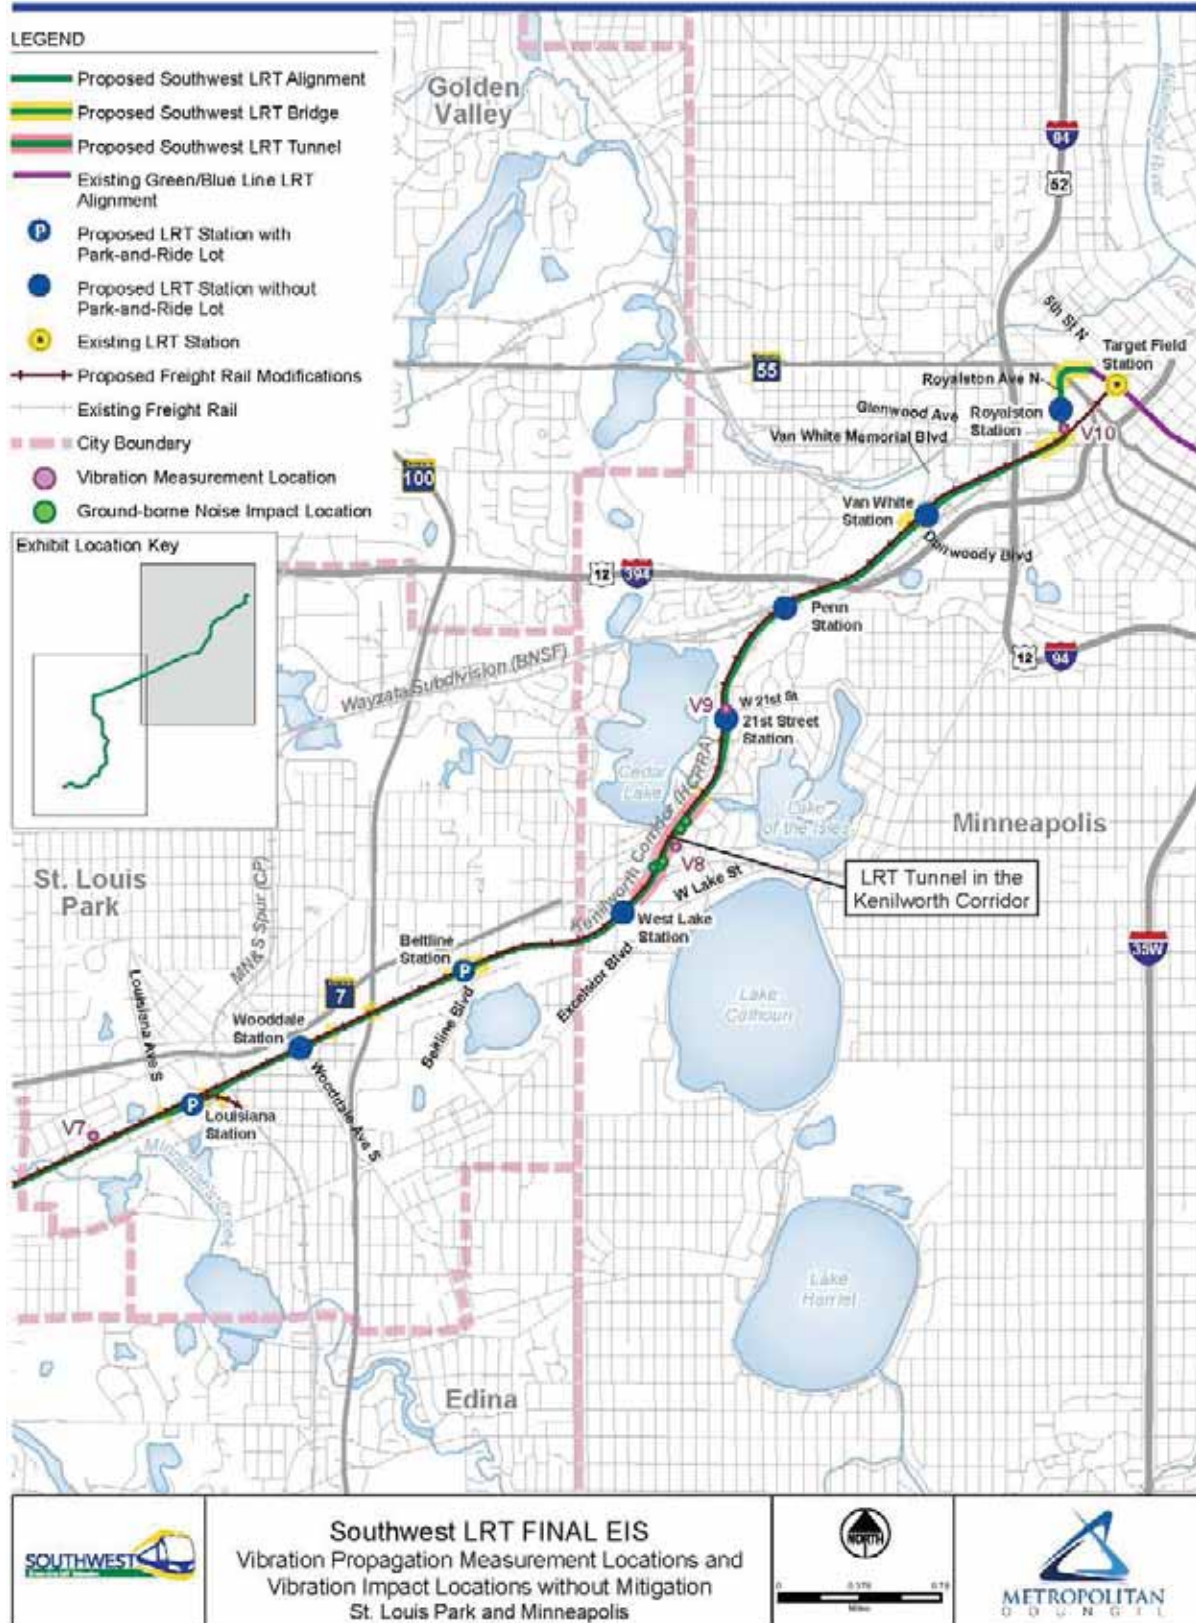 LEGEND
Proposed Southwest LRT Alignment
Proposed Southwest LRT Bridge
Proposed Southwest LRT Tunnel
Existing Green/Blue Line LRT
Alignment
P
Proposed LRT Station with
Park-and-Ride Lot
Proposed LRT Station without
Park-and-Ride Lot
Existing LRT Station
Proposed Freight Rail Modifications
Existing Freight Rail
City Boundary
Vibration Measurement Location
Ground-borne Noise Impact Location
Exhibit Location Key
Golden
Valley
94
52
5th St N
Target Field
Station
55
Royalston Ave N
Glenwood Ave
Royalston
Station
V10
Van White Memorial Blvd
100
Van White
Station
Dunwoody Blvd
12
394
Penn
Station
12
94
Wayzata Subdivision (BNSF)
V9
W 21st St
21st Street
Station
Cedar
Lake
Kenilworth Corridor (HCRRA)
Lake
of the Isles
Minneapolis
V8
W Lake St
LRT Tunnel in the
Kenilworth Corridor
St. Louis
Park
MN&S Spur (CP)
West Lake
Station
Beltline
Station
P
35W
Excelsior Blvd
Lake
Calhoun
7
Louisiana Ave S
Wooddale
Station
Beltline Blvd
Wooddale Ave S
P
Louisiana
Station
V7
Minnehaha Creek
Lake
Harriet
Edina
SOUTHWEST
Southwest LRT FINAL EIS
Vibration Propagation Measurement Locations and
Vibration Impact Locations without Mitigation
St. Louis Park and Minneapolis
NORTH
0
0.375
0.75
Miles
METROPOLITAN
COUNCIL